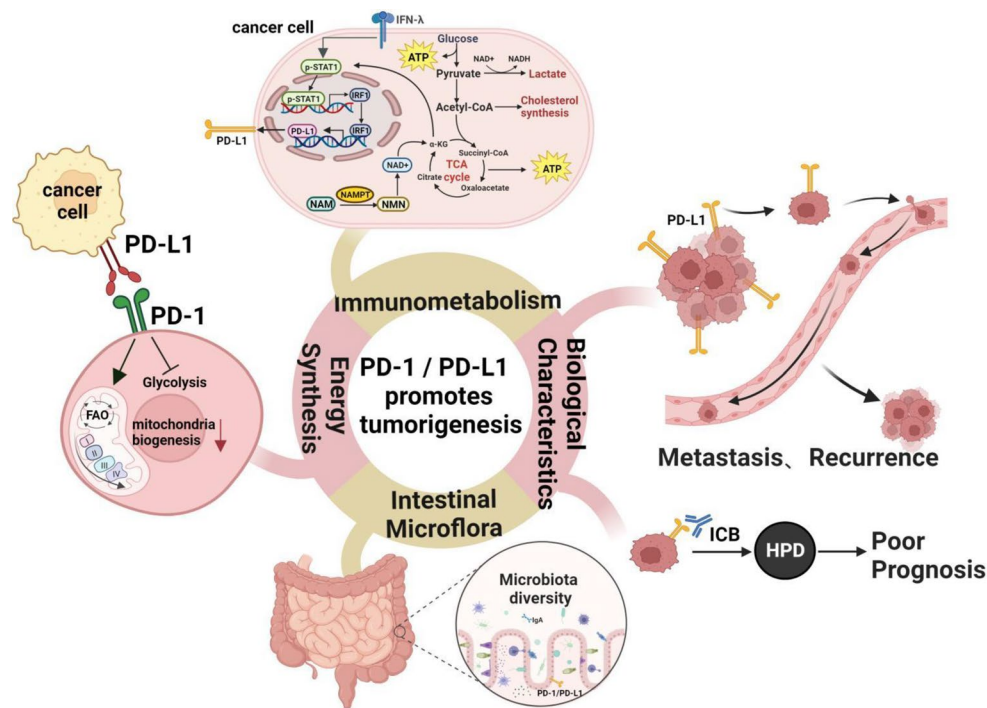 cancer cell
IFN-λ
Glucose
ATP
NAD+
NADH
Pyruvate
Lactate
p-STAT1
p-STAT1
IRF1
Acetyl-CoA
Cholesterol
synthesis
PD-L1
IRF1
PD-L1
α-KG
Succinyl-CoA
NAD+
TCA
cycle
Citrate
ATP
Oxaloacetate
NAMPT
NAM
NMN
cancer
cell
PD-L1
PD-1
Glycolysis
FAO
mitochondria
biogenesis
I
II
III
IV
PD-L1
Metastasis、Recurrence
Immunometabolism
Energy
Synthesis
PD-1 / PD-L1
promotes
tumorigenesis
Biological
Characteristics
Intestinal
Microflora
ICB
HPD
Poor
Prognosis
Microbiota
diversity
IgA
PD-1/PD-L1